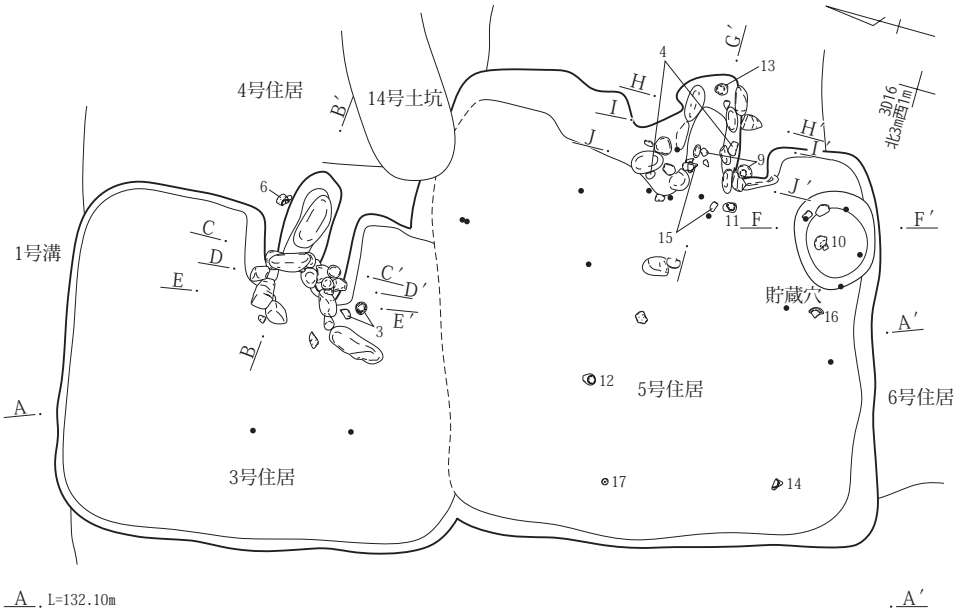 G′
4
13
3D16
北3m西1m
4号住居
B′
14号土坑
H
I
J
H′
I′
9
6
J′
C
D
E
15
11
F
F′
10
1号溝
C′
D′
E′
G
貯蔵穴
16
3
B
A′
12
5号住居
6号住居
A
3号住居
17
14
A L=132.10m
A′